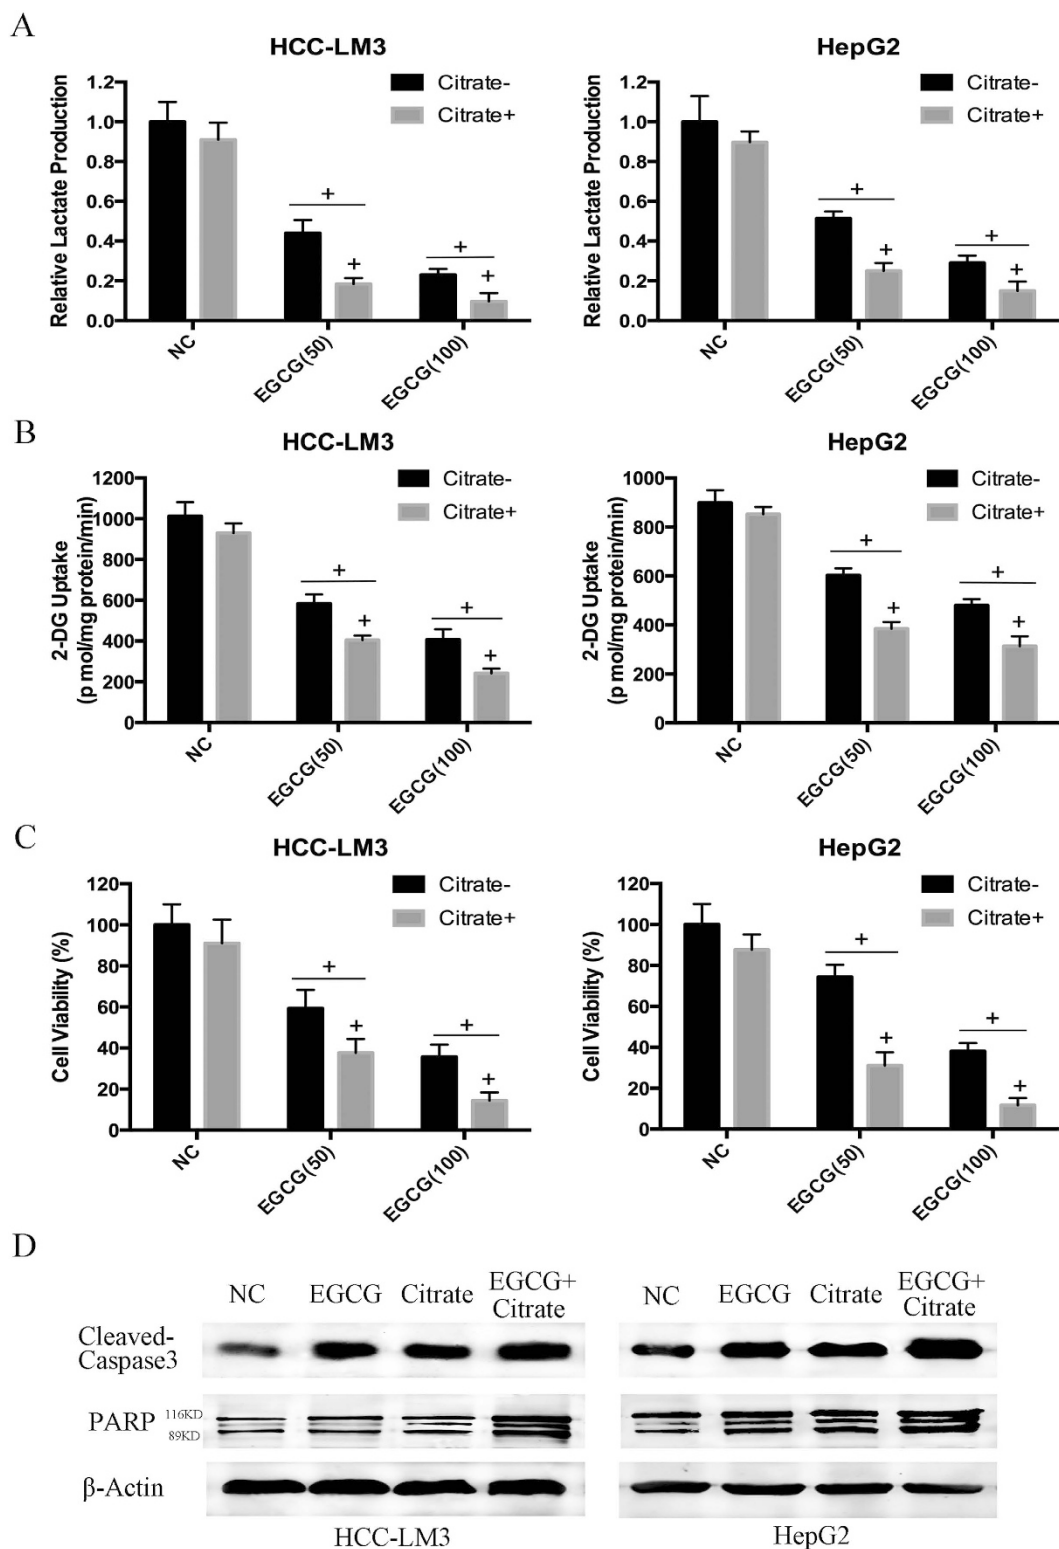 A
HCC-LM3
HepG2
Relative Lactate Production
1.2
1.0
0.8
0.6
0.4
0.2
0.0
Citrate-
Citrate+
+
+
+
+
NC
EGCG(50)
EGCG(100)
Relative Lactate Production
1.2
1.0
0.8
0.6
0.4
0.2
0.0
Citrate-
Citrate+
+
+
+
+
NC
EGCG(50)
EGCG(100)
B
HCC-LM3
HepG2
2-DG Uptake
(p mol/mg protein/min)
1200
1000
800
600
400
200
0
Citrate-
Citrate+
+
+
+
+
NC
EGCG(50)
EGCG(100)
2-DG Uptake
(p mol/mg protein/min)
1000
800
600
400
200
0
Citrate-
Citrate+
+
+
+
+
NC
EGCG(50)
EGCG(100)
C
HCC-LM3
HepG2
Cell Viability (%)
120
100
80
60
40
20
0
Citrate-
Citrate+
+
+
+
+
NC
EGCG(50)
EGCG(100)
Cell Viability (%)
120
100
80
60
40
20
0
Citrate-
Citrate+
+
+
+
+
NC
EGCG(50)
EGCG(100)
D
NC EGCG Citrate EGCG+
Citrate
NC EGCG Citrate EGCG+
Citrate
Cleaved-
Caspase3
PARP
116KD
89KD
β-Actin
HCC-LM3
HepG2